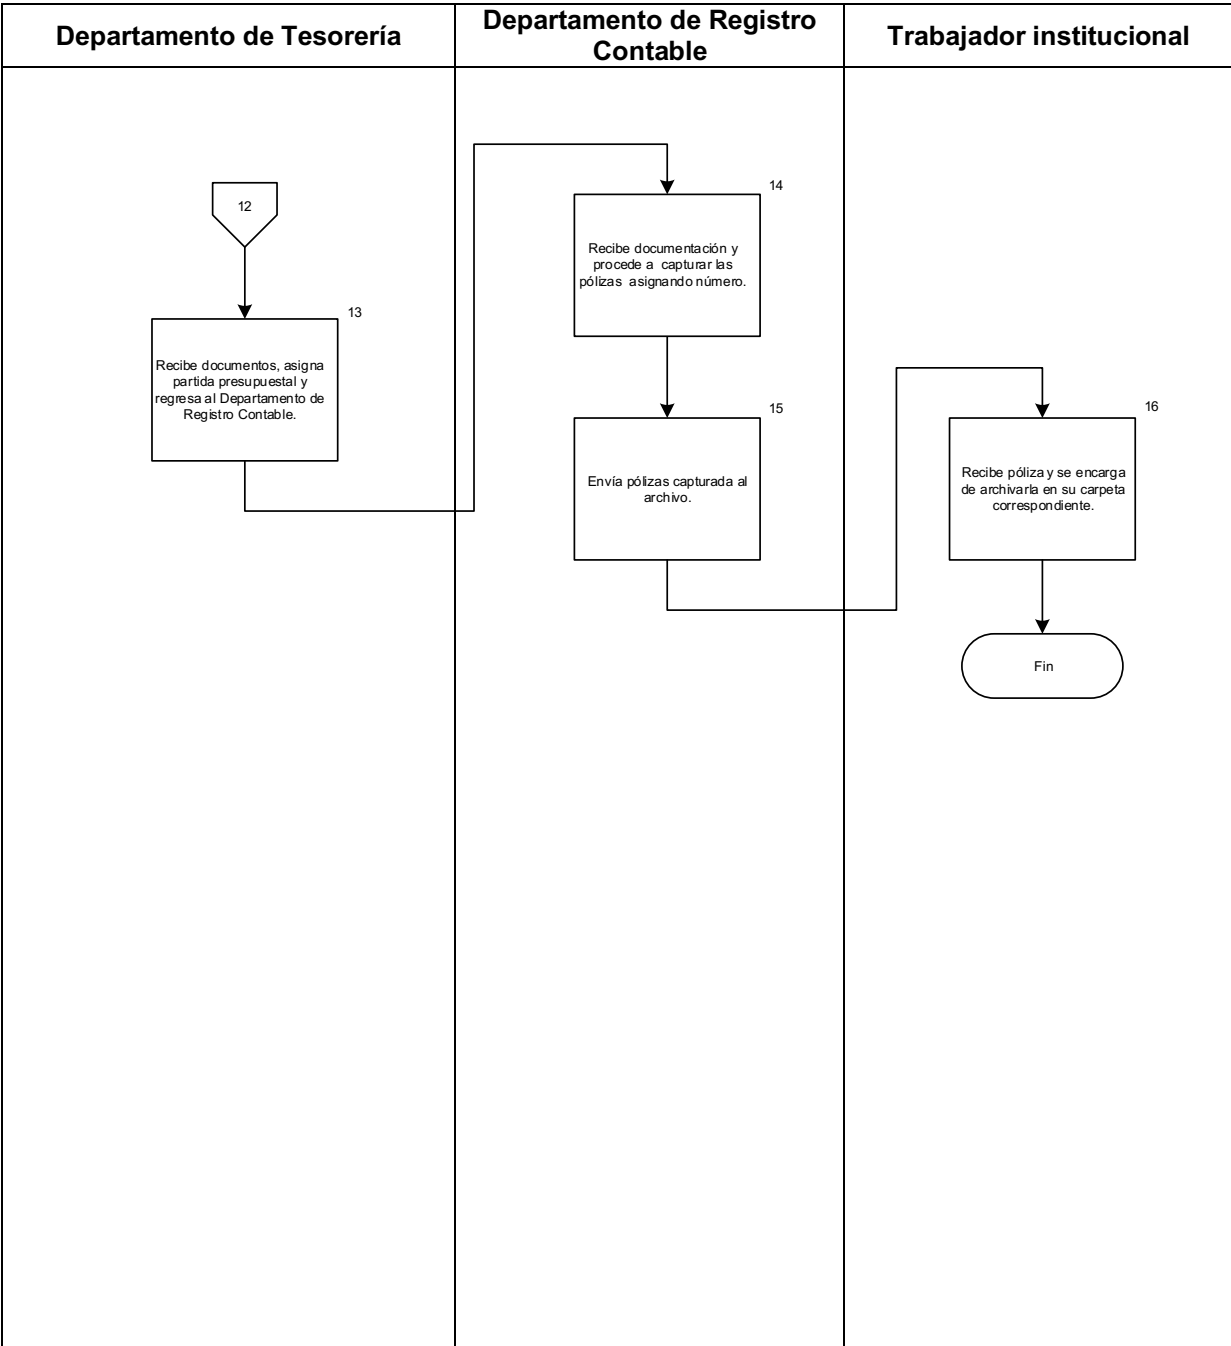 Departamento de Tesorería
Departamento de Registro
Contable
Trabajador institucional
12
13
Recibe documentos, asigna
partida presupuestal y
regresa al Departamento de
Registro Contable.
14
Recibe documentación y
procede a capturar las
pólizas asignando número.
15
Envía pólizas capturada al
archivo.
16
Recibe póliza y se encarga
de archivarla en su carpeta
correspondiente.
Fin